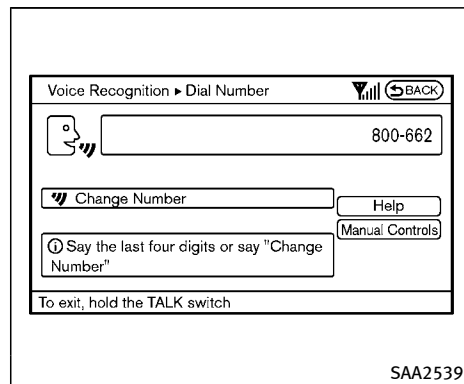 Voice Recognition ▸ Dial Number
BACK
800-662
Change Number
Help
Manual Controls
Say the last four digits or say "Change
Number"
To exit, hold the TALK switch
SAA2539